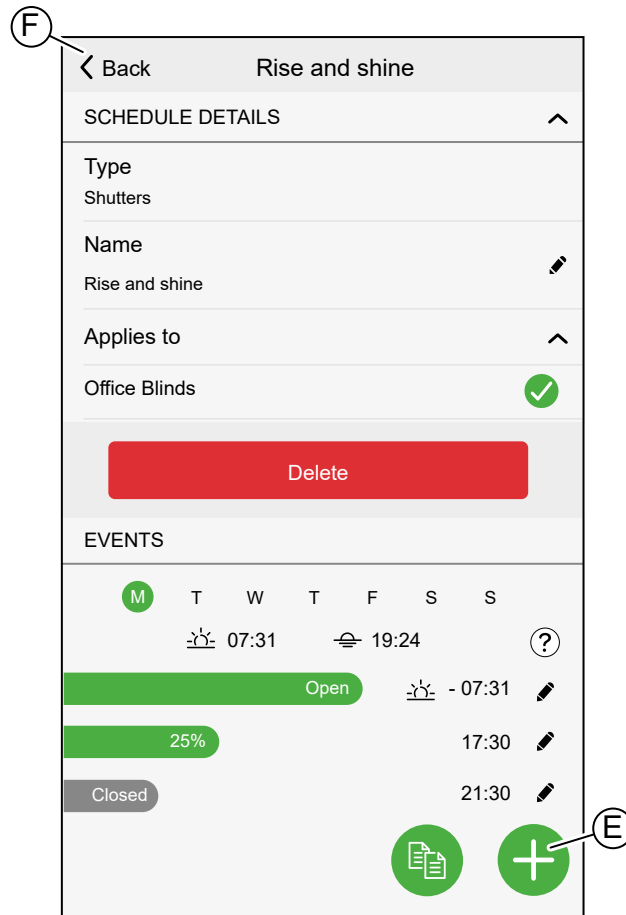 F
Back Rise and shine
SCHEDULE DETAILS
Type
Shutters
Name
Rise and shine
Applies to
Office Blinds
Delete
EVENTS
M T W T F S S
07:31 19:24 ?
Open - 07:31
25% 17:30
Closed 21:30
E